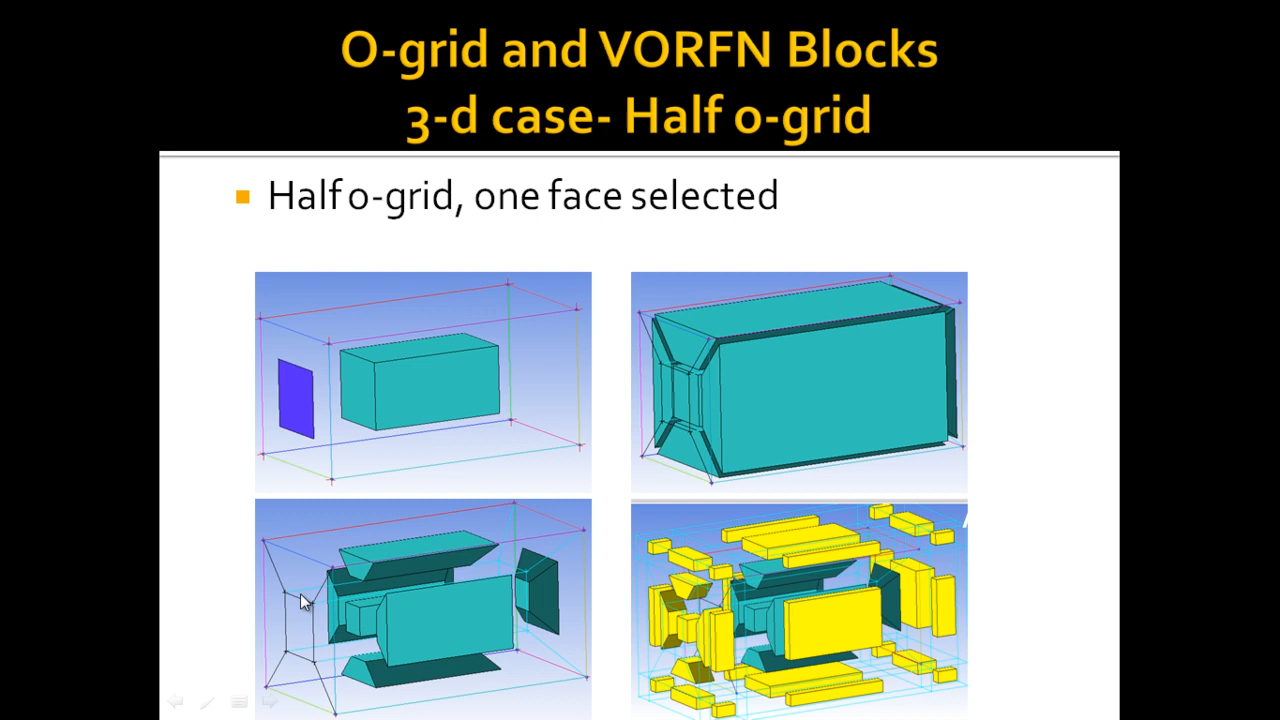 O-grid and VORFN Blocks
3-d case- Half o-grid
Half o-grid, one face selected